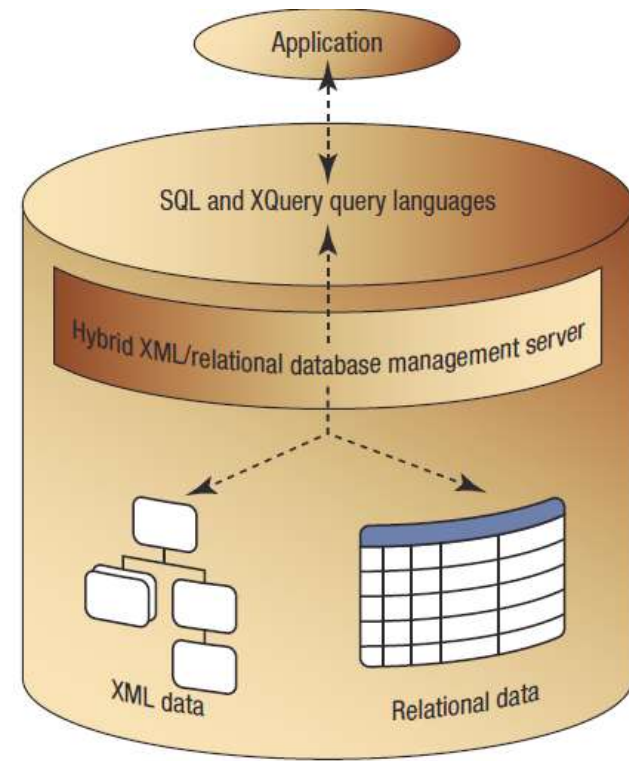 Application
SQL and XQuery query languages
Hybrid XML/relational database management server
XML data
Relational data